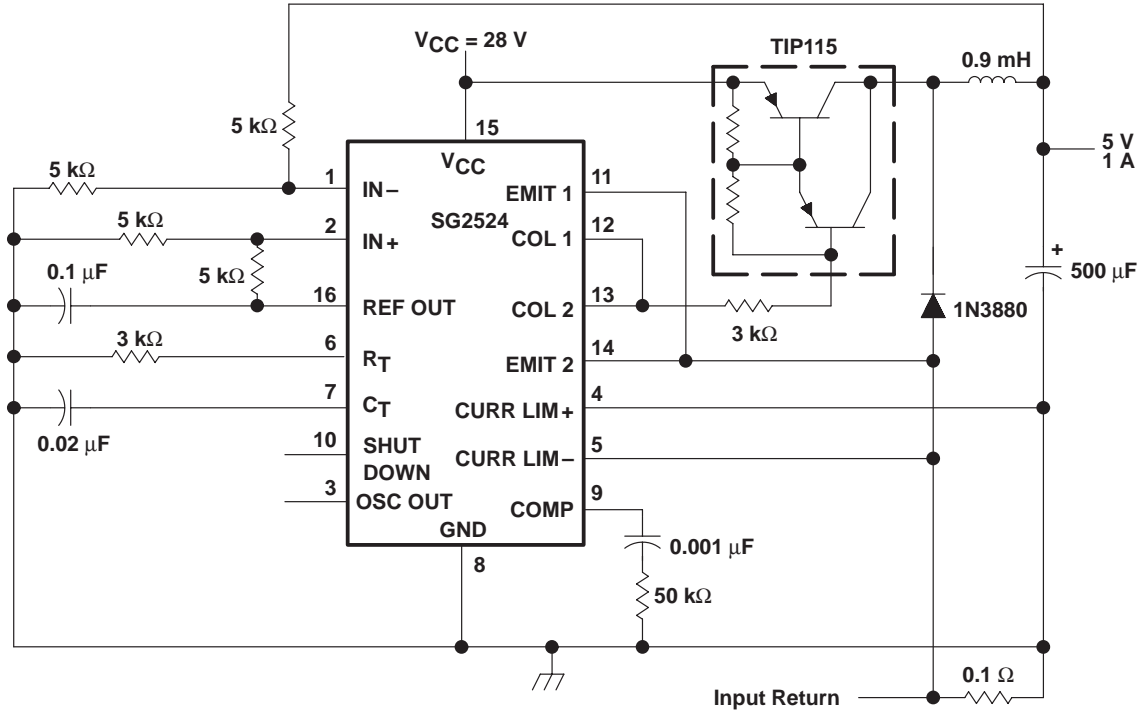 VCC = 28 V
TIP115
0.9 mH
5 kΩ
15
5 V
1 A
5 kΩ
VCC
1
IN–
EMIT 1
11
SG2524
5 kΩ
2
IN+
COL 1
12
+
500 µF
0.1 µF
5 kΩ
16
REF OUT
COL 2
13
3 kΩ
1N3880
3 kΩ
6
RT
EMIT 2
14
0.02 µF
7
CT
CURR LIM+
4
10
SHUT
DOWN
CURR LIM–
5
3
OSC OUT
COMP
9
GND
8
0.001 µF
50 kΩ
0.1 Ω
Input Return